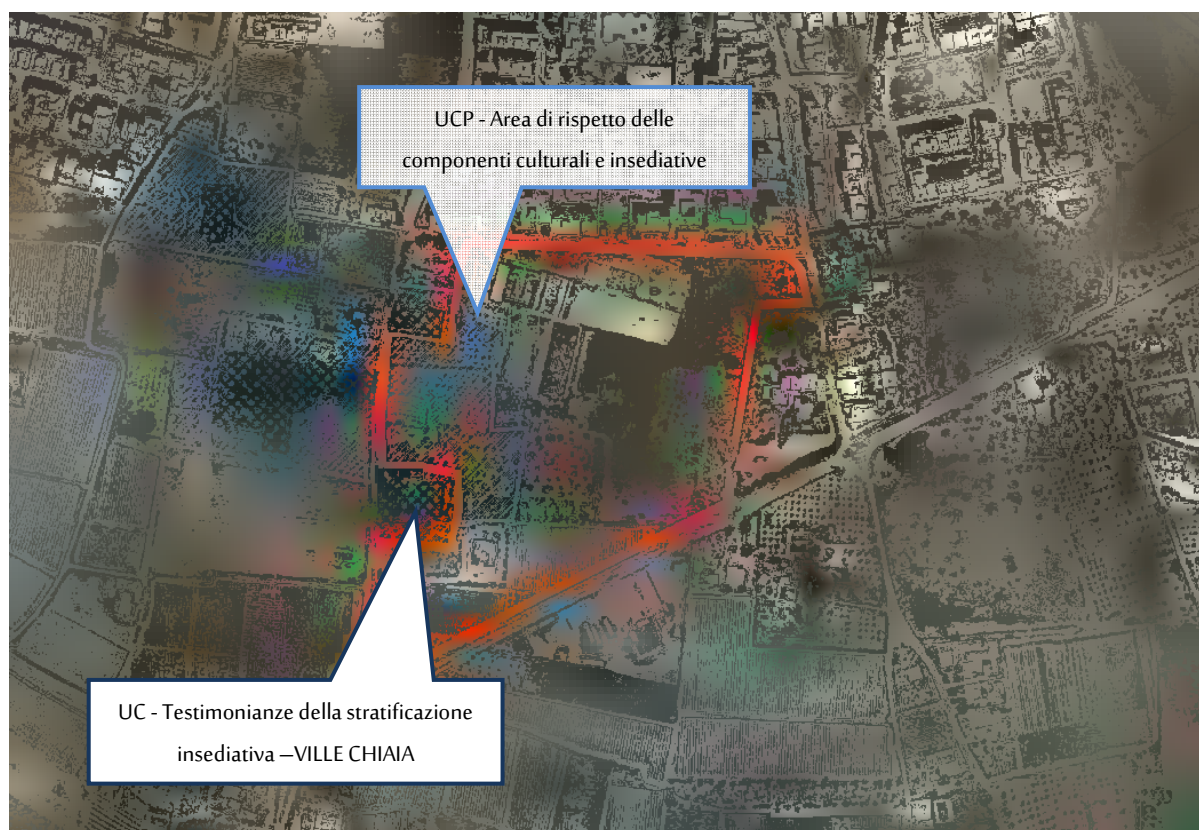 UCP - Area di rispetto delle
componenti culturali e insediative
UC - Testimonianze della stratificazione
insediativa –VILLE CHIAIA